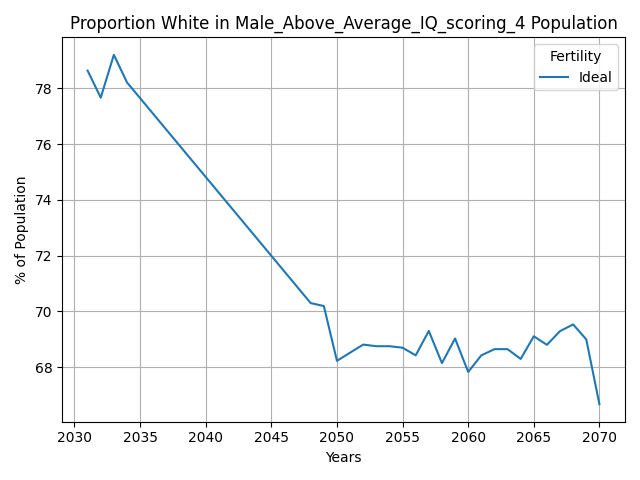 Proportion White in Male_Above_Average_IQ_scoring_4 Population
Fertility
Ideal
% of Population
78
76
74
72
70
68
2030 2035 2040 2045 2050 2055 2060 2065 2070
Years